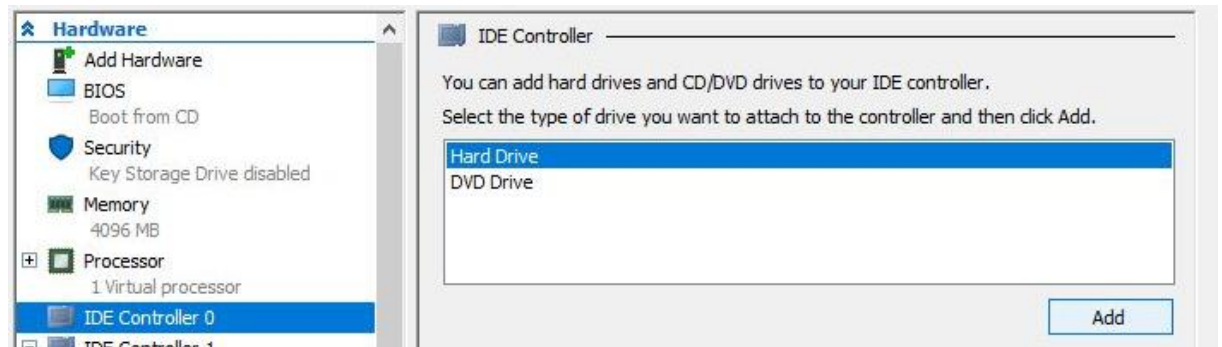 Hardware
Add Hardware
BIOS
Boot from CD
Security
Key Storage Drive disabled
Memory
4096 MB
Processor
1 Virtual processor
IDE Controller 0
IDE Controller 1
IDE Controller
You can add hard drives and CD/DVD drives to your IDE controller.
Select the type of drive you want to attach to the controller and then click Add.
Hard Drive
DVD Drive
Add